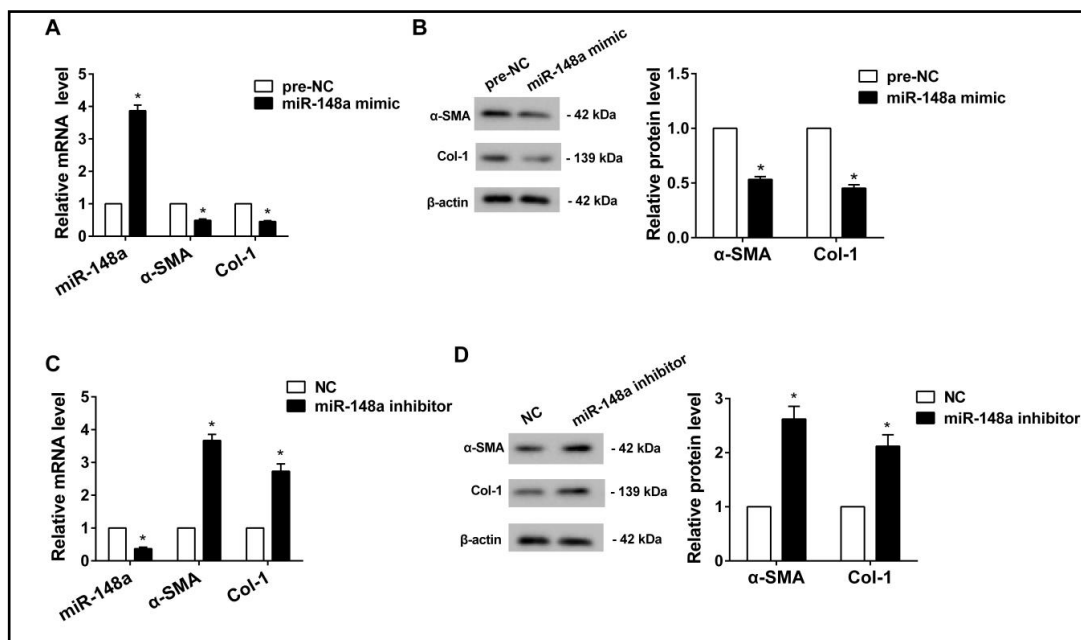 A
Relative mRNA level
5
4
3
2
1
0
pre-NC
miR-148a mimic
*
*
*
miR-148a
α-SMA
Col-1
B
pre-NC
miR-148a mimic
α-SMA
- 42 kDa
Col-1
- 139 kDa
β-actin
- 42 kDa
Relative protein level
1.5
1.0
0.5
0.0
pre-NC
miR-148a mimic
*
*
α-SMA
Col-1
C
Relative mRNA level
5
4
3
2
1
0
NC
miR-148a inhibitor
*
*
*
miR-148a
α-SMA
Col-1
D
NC
miR-148a inhibitor
α-SMA
- 42 kDa
Col-1
- 139 kDa
β-actin
- 42 kDa
Relative protein level
3
2
1
0
NC
miR-148a inhibitor
*
*
α-SMA
Col-1